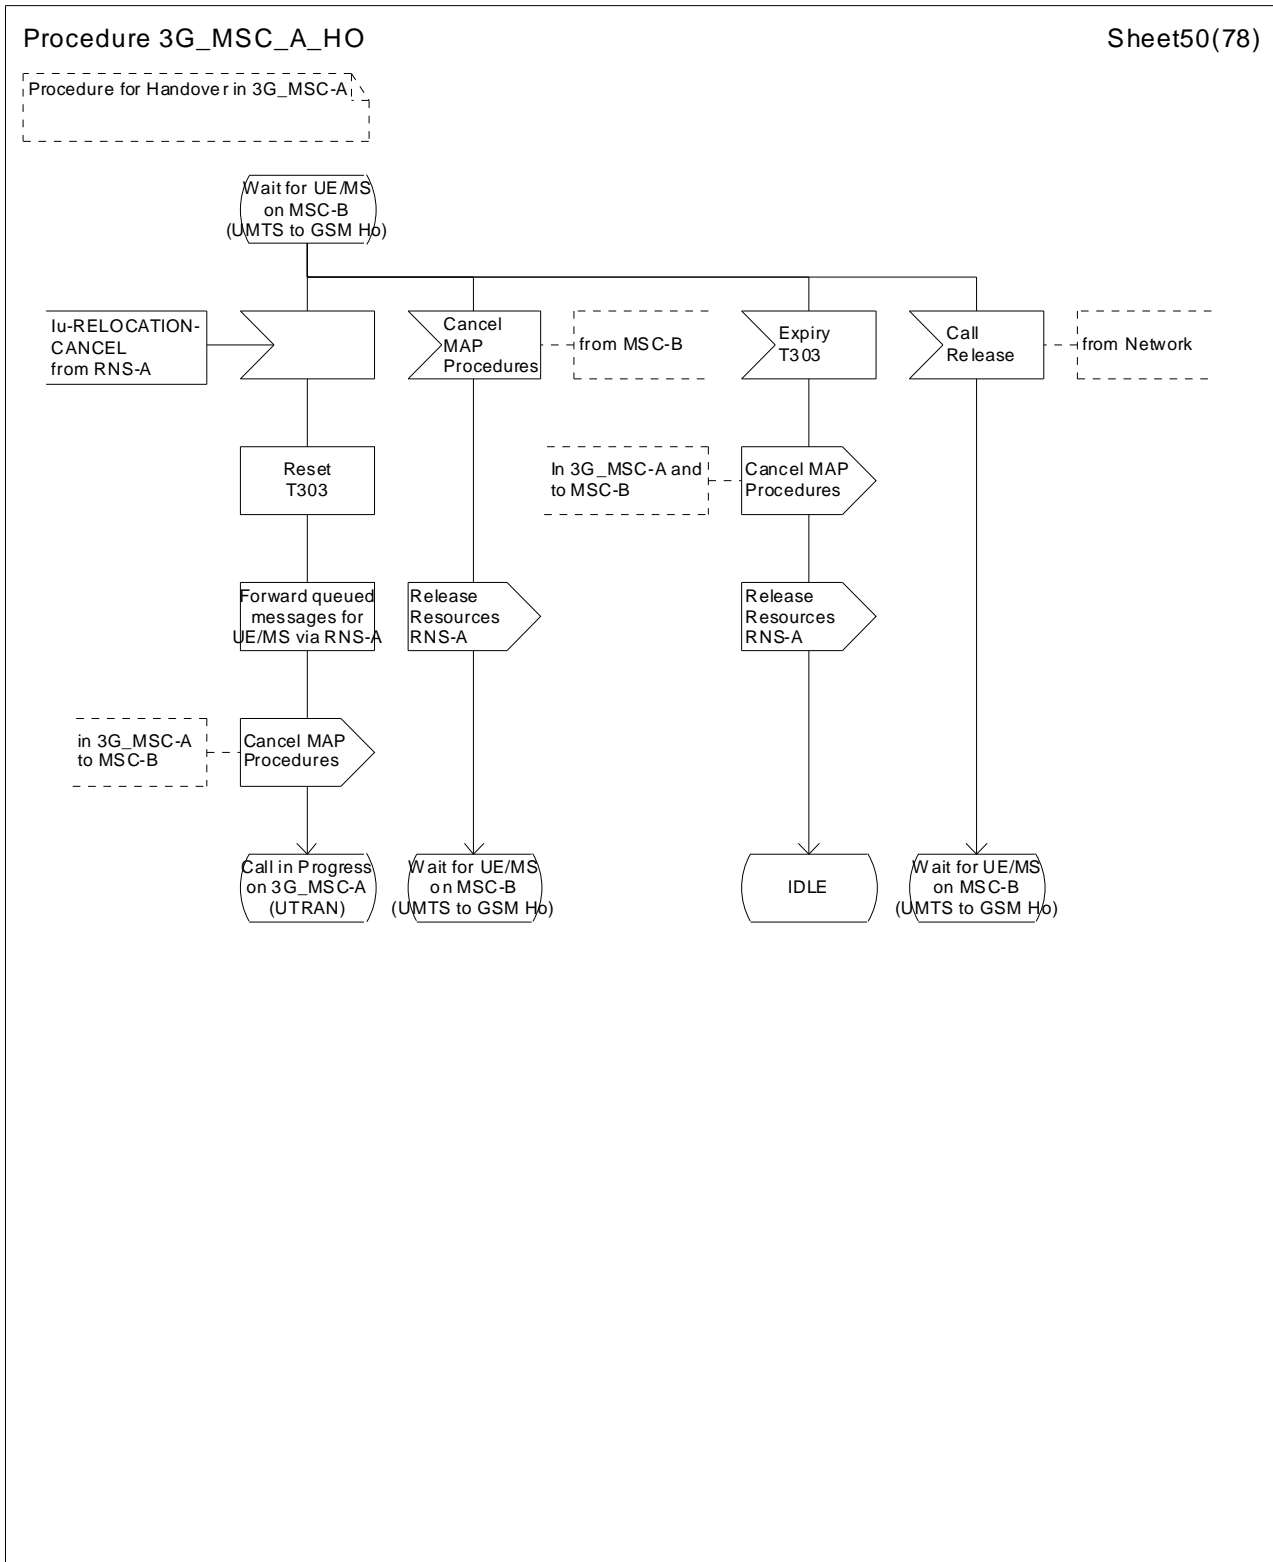 Procedure 3G_MSC_A_HO
Sheet50(78)
Procedure for Handover in 3G_MSC-A
Wait for UE/MS
on MSC-B
(UMTS to GSM Ho)
Iu-RELOCATION-
CANCEL
from RNS-A
Cancel
MAP
Procedures
from MSC-B
Expiry
T303
Call
Release
from Network
Reset
T303
In 3G_MSC-A and
to MSC-B
Cancel MAP
Procedures
Forward queued
messages for
UE/MS via RNS-A
Release
Resources
RNS-A
Release
Resources
RNS-A
in 3G_MSC-A
to MSC-B
Cancel MAP
Procedures
Call in Progress
on 3G_MSC-A
(UTRAN)
Wait for UE/MS
on MSC-B
(UMTS to GSM Ho)
IDLE
Wait for UE/MS
on MSC-B
(UMTS to GSM Ho)